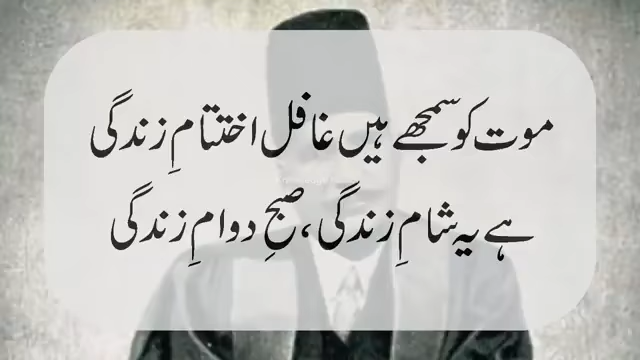 موت کو سمجھے ہیں غافل اختتامِ زندگی
ہے یہ شامِ زندگی، صبحِ دوامِ زندگی